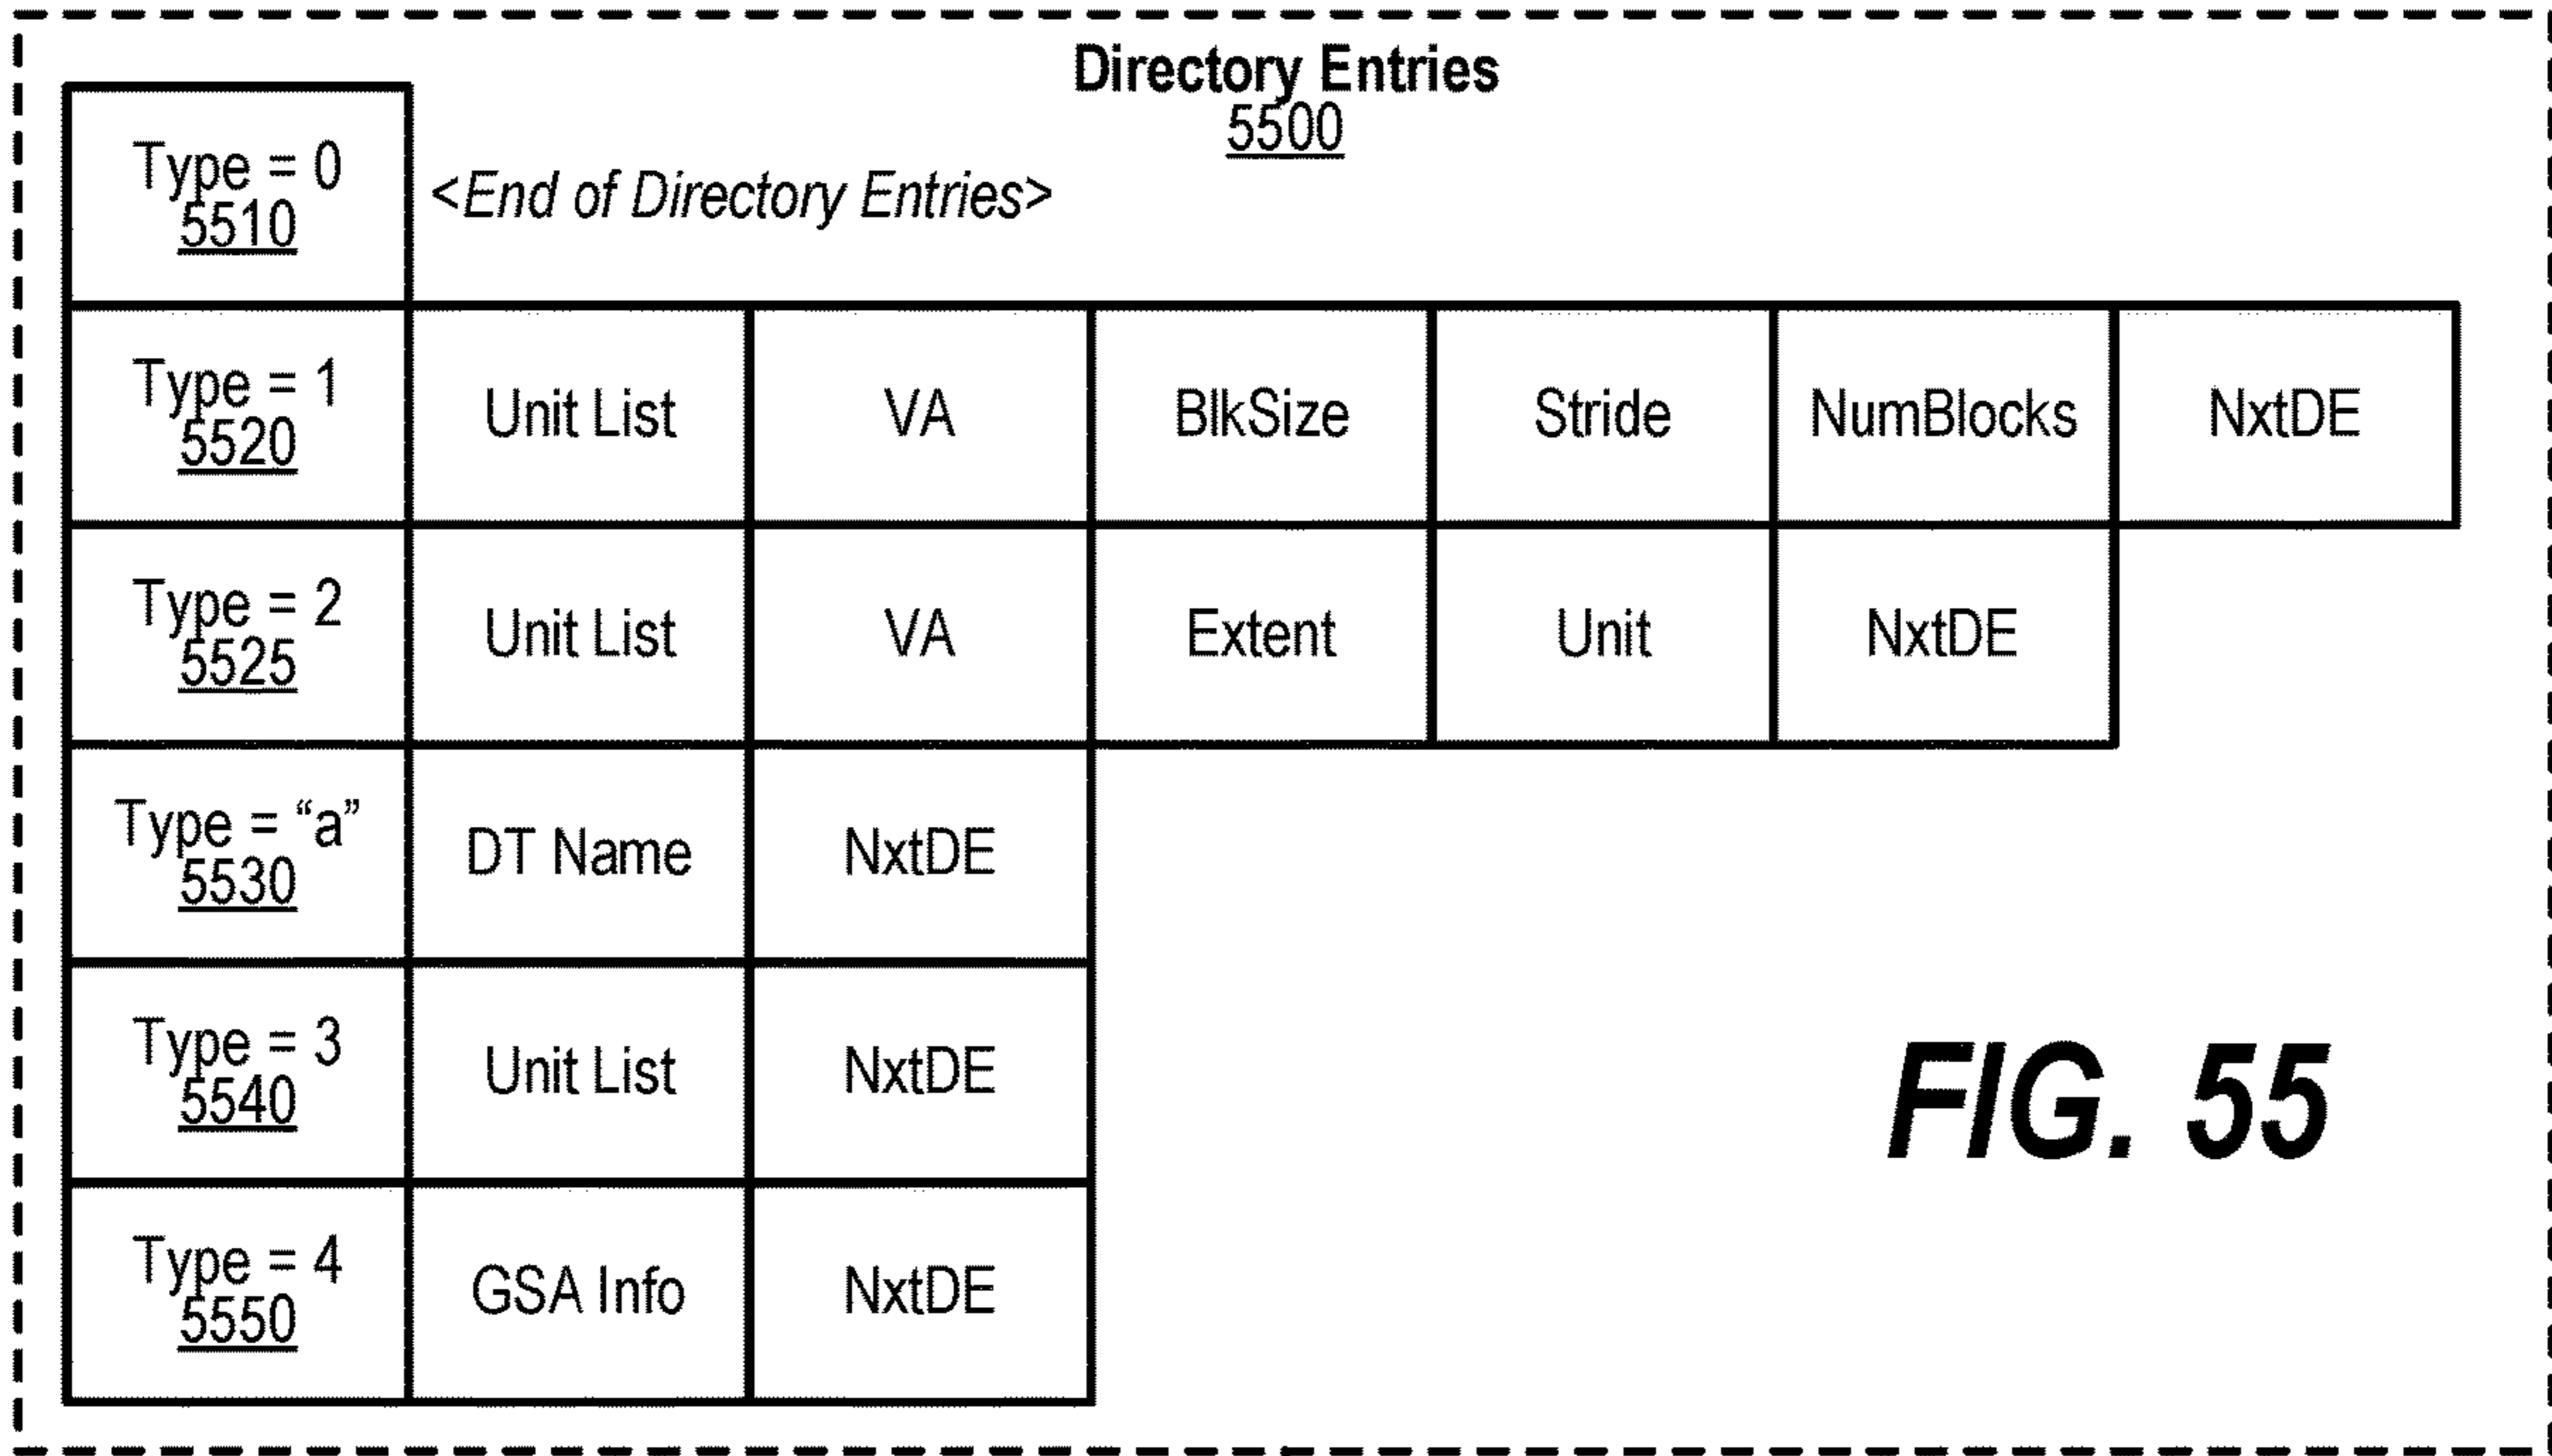 Directory Entries
5500
Type = 0
5510
<End of Directory Entries>
Type = 1
5520
Unit List
VA
BlkSize
Stride
NumBlocks
NxtDE
Type = 2
5525
Unit List
VA
Extent
Unit
NxtDE
Type = “a”
5530
DT Name
NxtDE
Type = 3
5540
Unit List
NxtDE
Type = 4
5550
GSA Info
NxtDE
FIG. 55